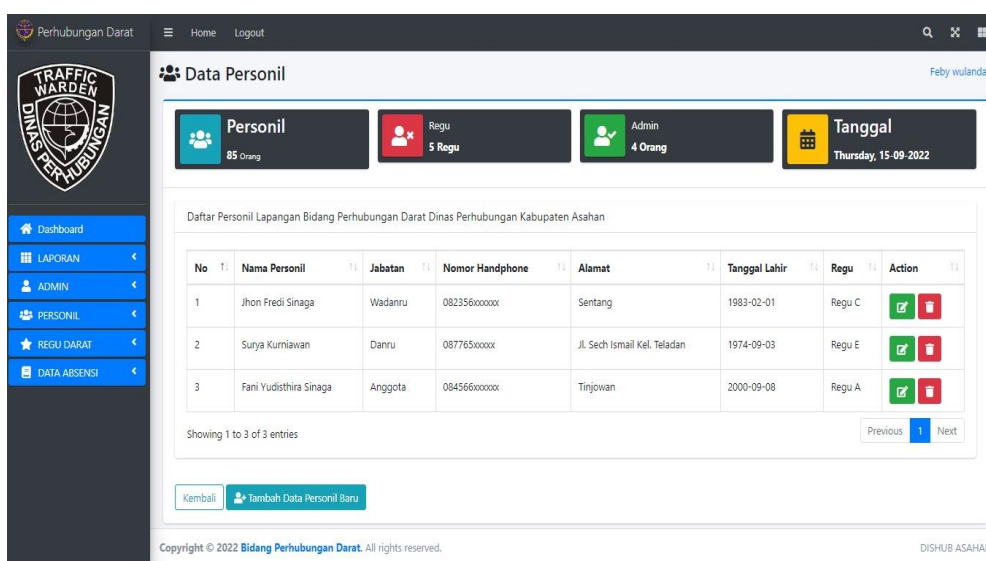 Perhubungan Darat
Home Logout
TRAFFIC
WARDEN
DINAS PERHUBUNGAN
Data Personil
Feby wulanda
Personil
85 Orang
Regu
5 Regu
Admin
4 Orang
Tanggal
Thursday, 15-09-2022
Dashboard
LAPORAN
ADMIN
PERSONIL
REGU DARAT
DATA ABSENSI
Daftar Personil Lapangan Bidang Perhubungan Darat Dinas Perhubungan Kabupaten Asahan
No Nama Personil Jabatan Nomor Handphone Alamat Tanggal Lahir Regu Action
1 Jhon Fredi Sinaga Wadanru 082356xxxxxx Sentang 1983-02-01 Regu C
2 Surya Kurniawan Danru 087765xxxxx Jl. Sech Ismail Kel. Teladan 1974-09-03 Regu E
3 Fani Yudisthira Sinaga Anggota 084566xxxxxx Tinjowan 2000-09-08 Regu A
Showing 1 to 3 of 3 entries
Previous 1 Next
Kembali Tambah Data Personil Baru
Copyright © 2022 Bidang Perhubungan Darat. All rights reserved.
DISHUB ASAHA